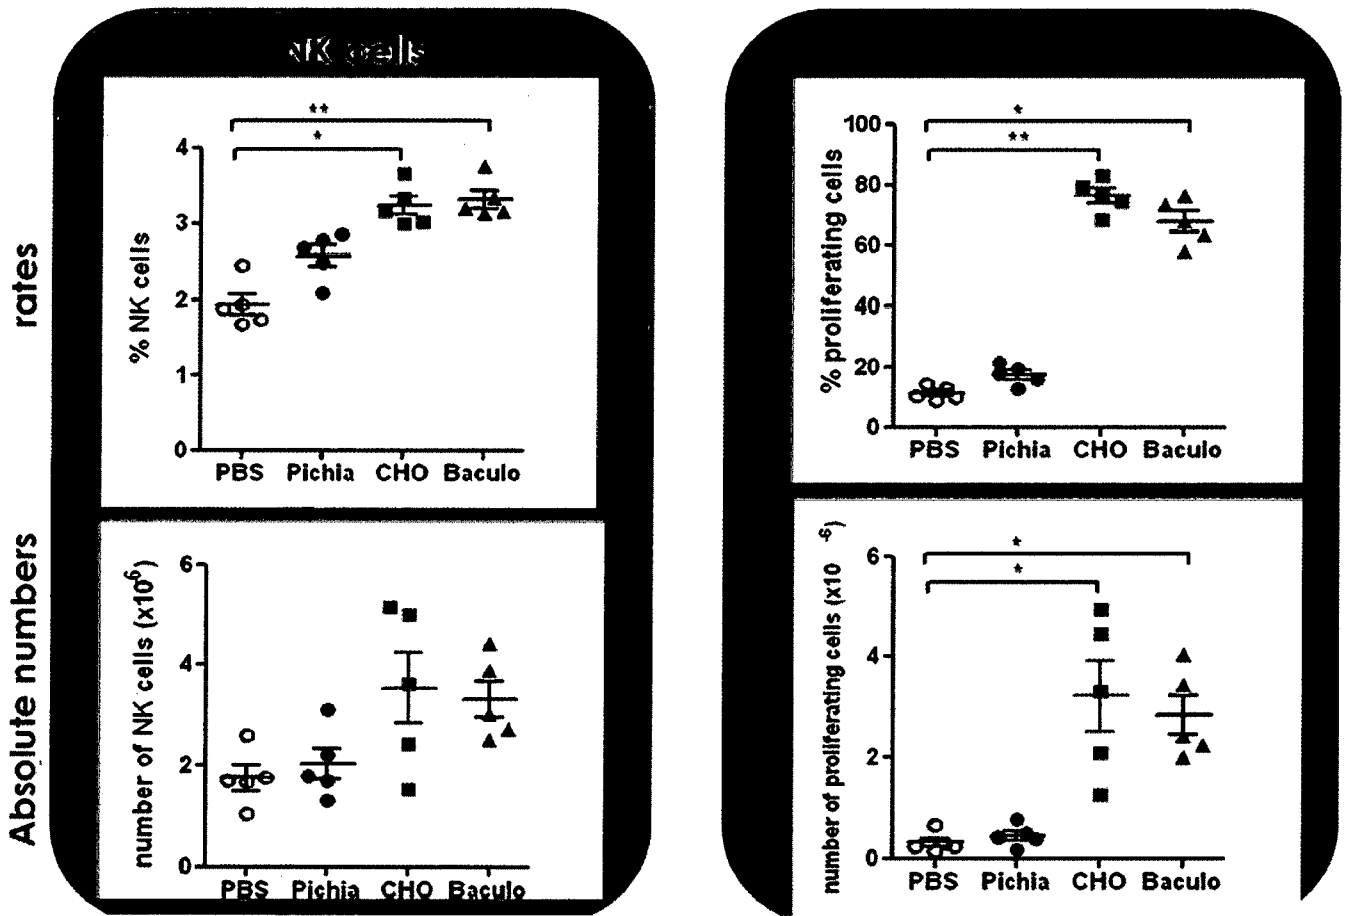 NK cells
rates
% NK cells
4
3
2
1
0
**
*
PBS Pichia CHO Baculo
% proliferating cells
100
80
60
40
20
0
*
**
PBS Pichia CHO Baculo
Absolute numbers
number of NK cells (x10⁶)
6
4
2
0
PBS Pichia CHO Baculo
number of proliferating cells (x10 ⁻⁶)
6
4
2
0
*
*
PBS Pichia CHO Baculo